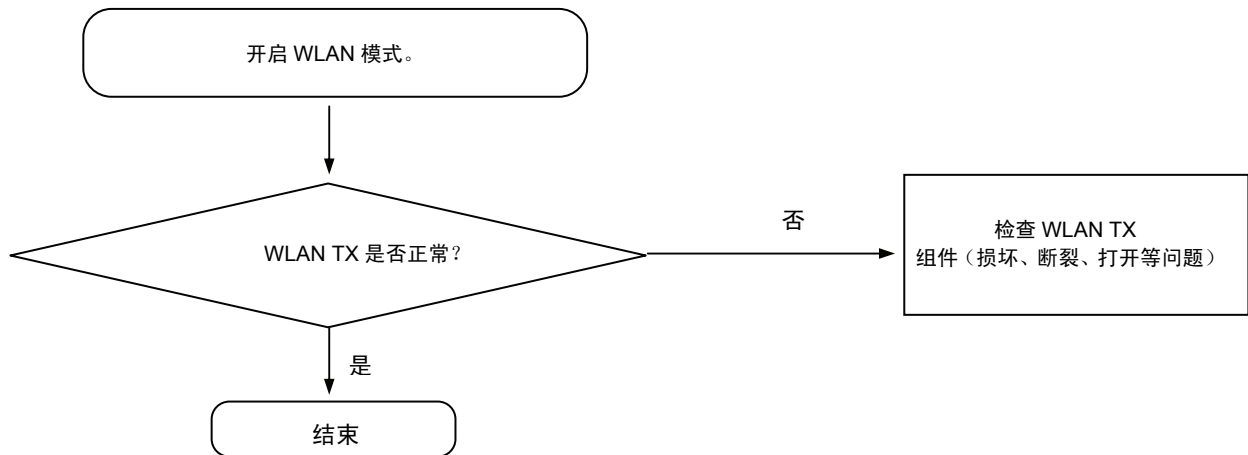 开启 WLAN 模式。
WLAN TX 是否正常？
否
检查 WLAN TX
组件（损坏、断裂、打开等问题）
是
结束